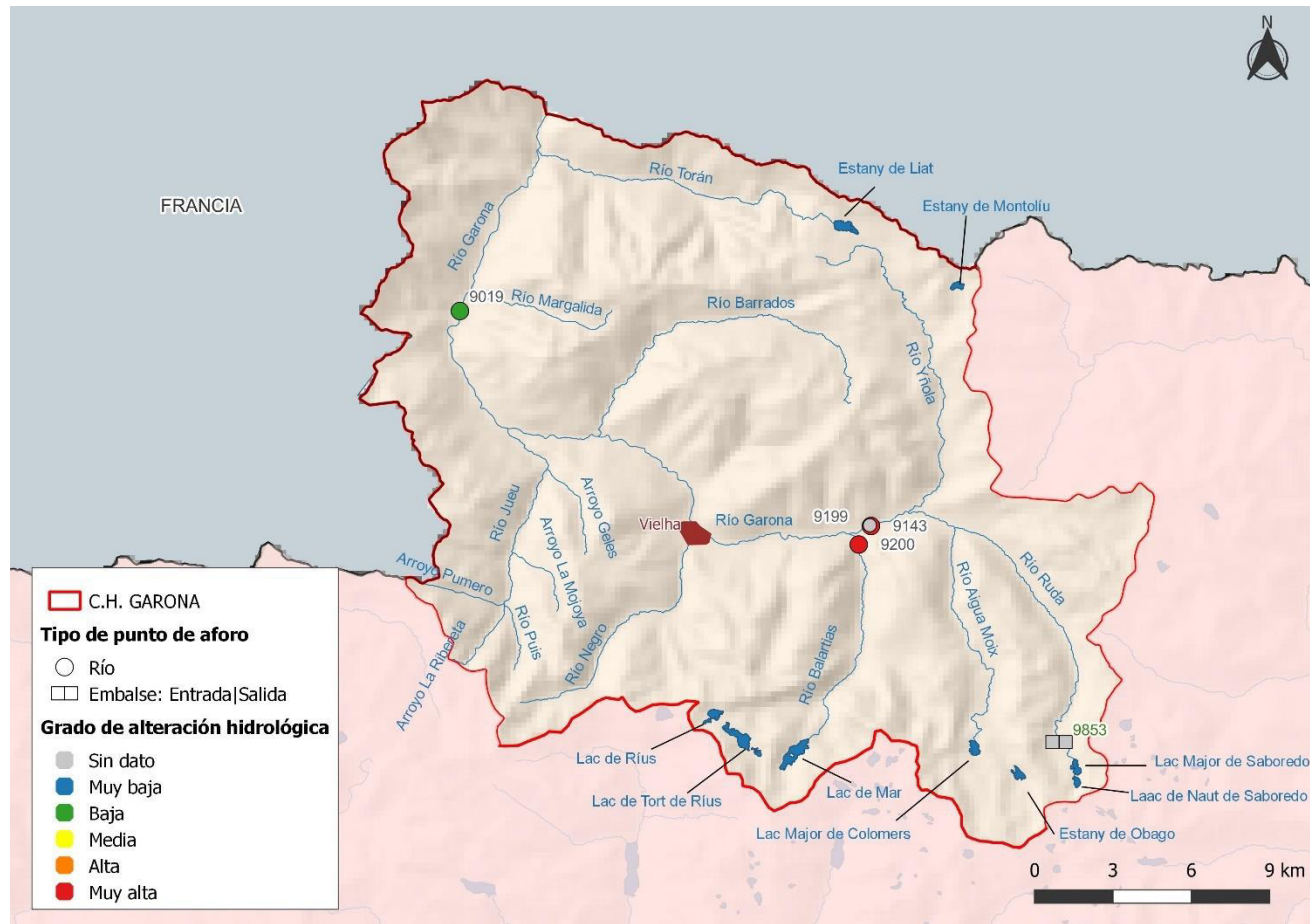 N
FRANCIA
Río Torán
Estany de Liat
Estany de Montolíu
Río Garona
9019
Río Margalida
Río Barrados
Río Yñola
Río Jueu
Arroyo Geles
Arroyo La Mojoya
Vielha
Río Garona
9199
9143
9200
Arroyo Pumero
Río Puis
Arroyo La Ribereta
Río Negro
Río Balartias
Río Aigua Moix
Río Ruda
9853
Lac de Ríus
Lac de Tort de Ríus
Lac de Mar
Lac Major de Colomers
Lac Major de Saboredo
Laac de Naut de Saboredo
Estany de Obago
C.H. GARONA
Tipo de punto de aforo
Río
Embalse: Entrada|Salida
Grado de alteración hidrológica
Sin dato
Muy baja
Baja
Media
Alta
Muy alta
0 3 6 9 km